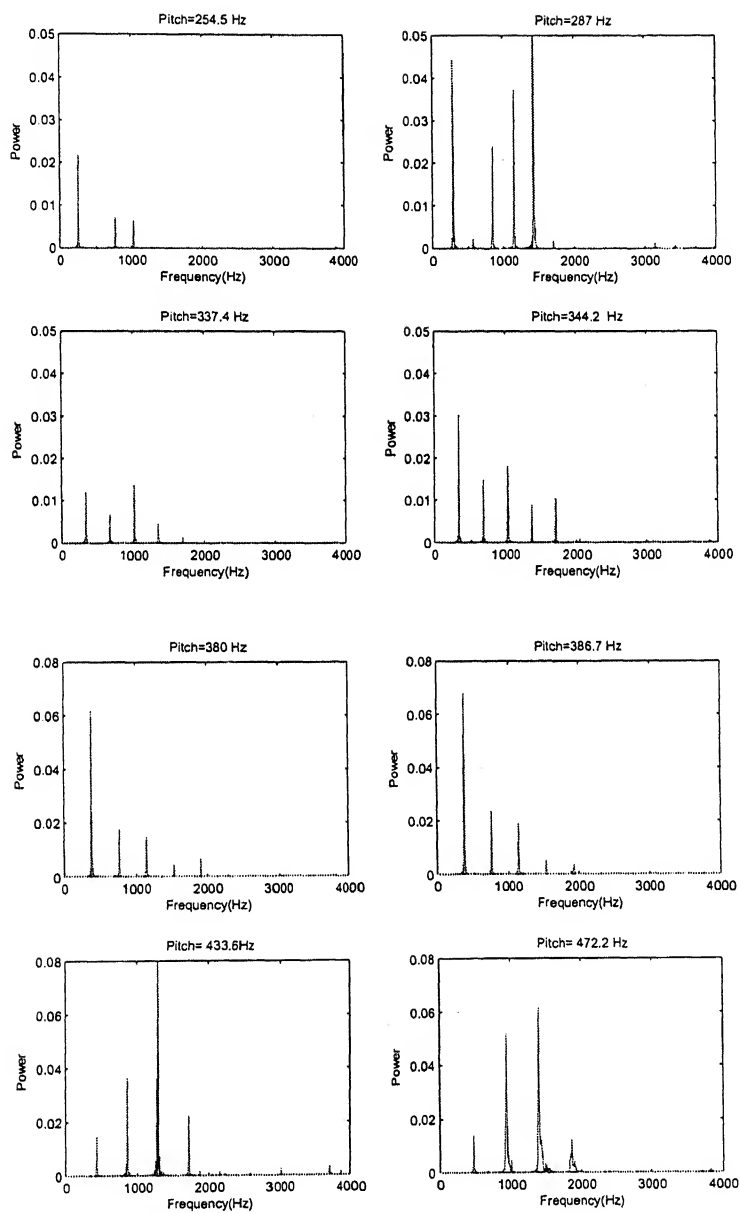 Pitch=254.5 Hz
0.05
0.04
0.03
0.02
0.01
0
Power
0 1000 2000 3000 4000
Frequency(Hz)
Pitch=287 Hz
0.05
0.04
0.03
0.02
0.01
0
Power
0 1000 2000 3000 4000
Frequency(Hz)
Pitch=337.4 Hz
0.05
0.04
0.03
0.02
0.01
0
Power
0 1000 2000 3000 4000
Frequency(Hz)
Pitch=344.2 Hz
0.05
0.04
0.03
0.02
0.01
0
Power
0 1000 2000 3000 4000
Frequency(Hz)
Pitch=380 Hz
0.08
0.06
0.04
0.02
0
Power
0 1000 2000 3000 4000
Frequency(Hz)
Pitch=386.7 Hz
0.08
0.06
0.04
0.02
0
Power
0 1000 2000 3000 4000
Frequency(Hz)
Pitch= 433.6Hz
0.08
0.06
0.04
0.02
0
Power
0 1000 2000 3000 4000
Frequency(Hz)
Pitch= 472.2 Hz
0.08
0.06
0.04
0.02
0
Power
0 1000 2000 3000 4000
Frequency(Hz)